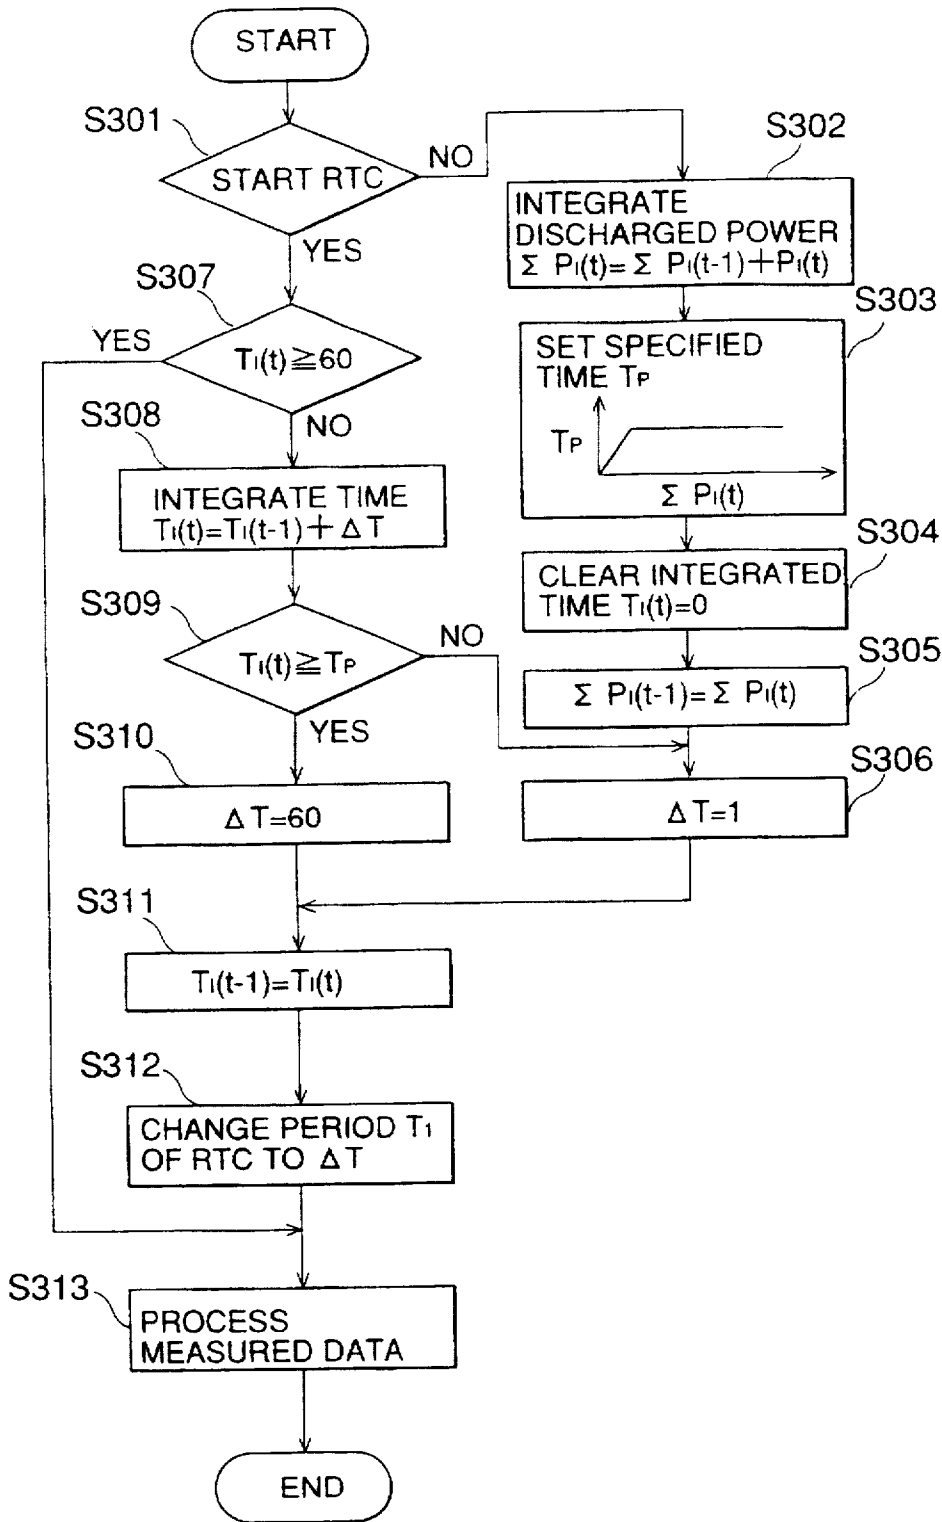 START
S301
START RTC
NO
YES
S302
INTEGRATE
DISCHARGED POWER
Σ PI(t)=Σ PI(t-1)+PI(t)
S303
SET SPECIFIED
TIME TP
TP
Σ PI(t)
S304
CLEAR INTEGRATED
TIME TI(t)=0
S305
Σ PI(t-1)=Σ PI(t)
S306
ΔT=1
S307
YES
TI(t)≧60
NO
S308
INTEGRATE TIME
TI(t)=TI(t-1)+ΔT
S309
TI(t)≧TP
NO
YES
S310
ΔT=60
S311
TI(t-1)=TI(t)
S312
CHANGE PERIOD T1
OF RTC TO ΔT
S313
PROCESS
MEASURED DATA
END